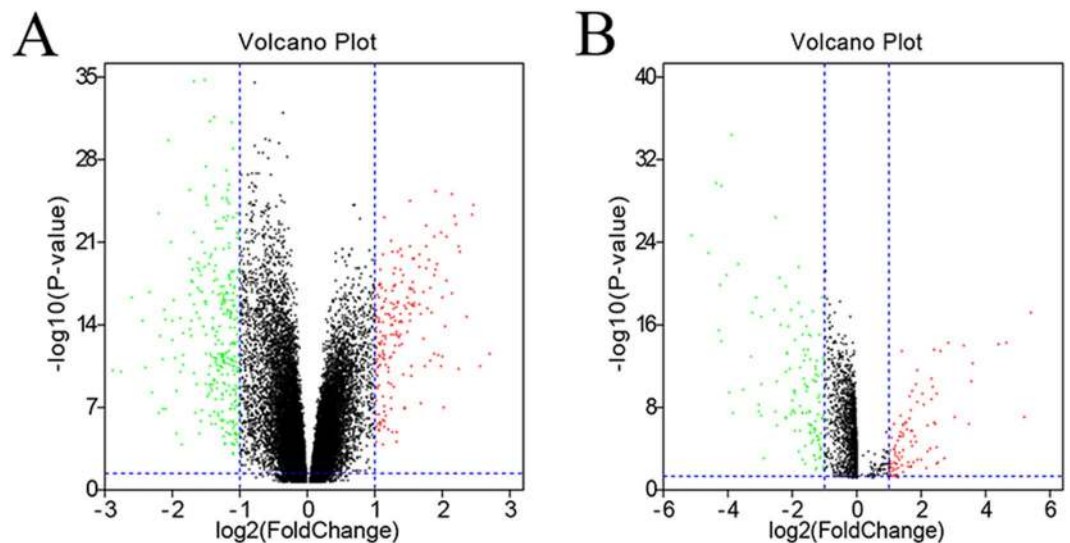 A
Volcano Plot
35
28
21
14
7
0
-log10(P-value)
-3 -2 -1 0 1 2 3
log2(FoldChange)
B
Volcano Plot
40
32
24
16
8
0
-log10(P-value)
-6 -4 -2 0 2 4 6
log2(FoldChange)